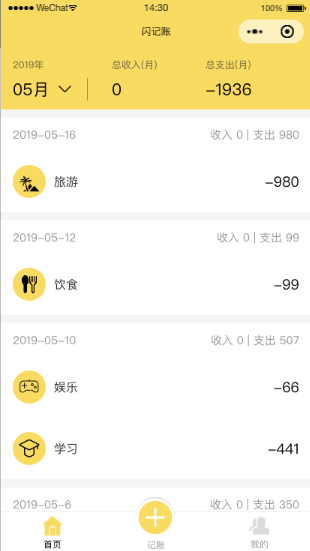 ●●●●● WeChat 14:30 100%
闪记账
2019年 总收入(月) 总支出(月)
05月 0 -1936
2019-05-16 收入 0 | 支出 980
旅游 -980
2019-05-12 收入 0 | 支出 99
饮食 -99
2019-05-10 收入 0 | 支出 507
娱乐 -66
学习 -441
2019-05-6 收入 0 | 支出 350
首页 记账 我的